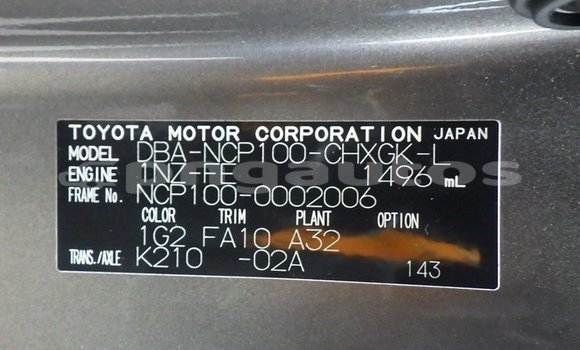 TOYOTA MOTOR CORPORATION JAPAN
MODEL DBA-NCP100-CHXGK-L
ENGINE 1NZ-FE 1496 mL
FRAME No. NCP100-0002006
COLOR TRIM PLANT OPTION
1G2 FA10 A32
TRANS./AXLE K210 -02A 143